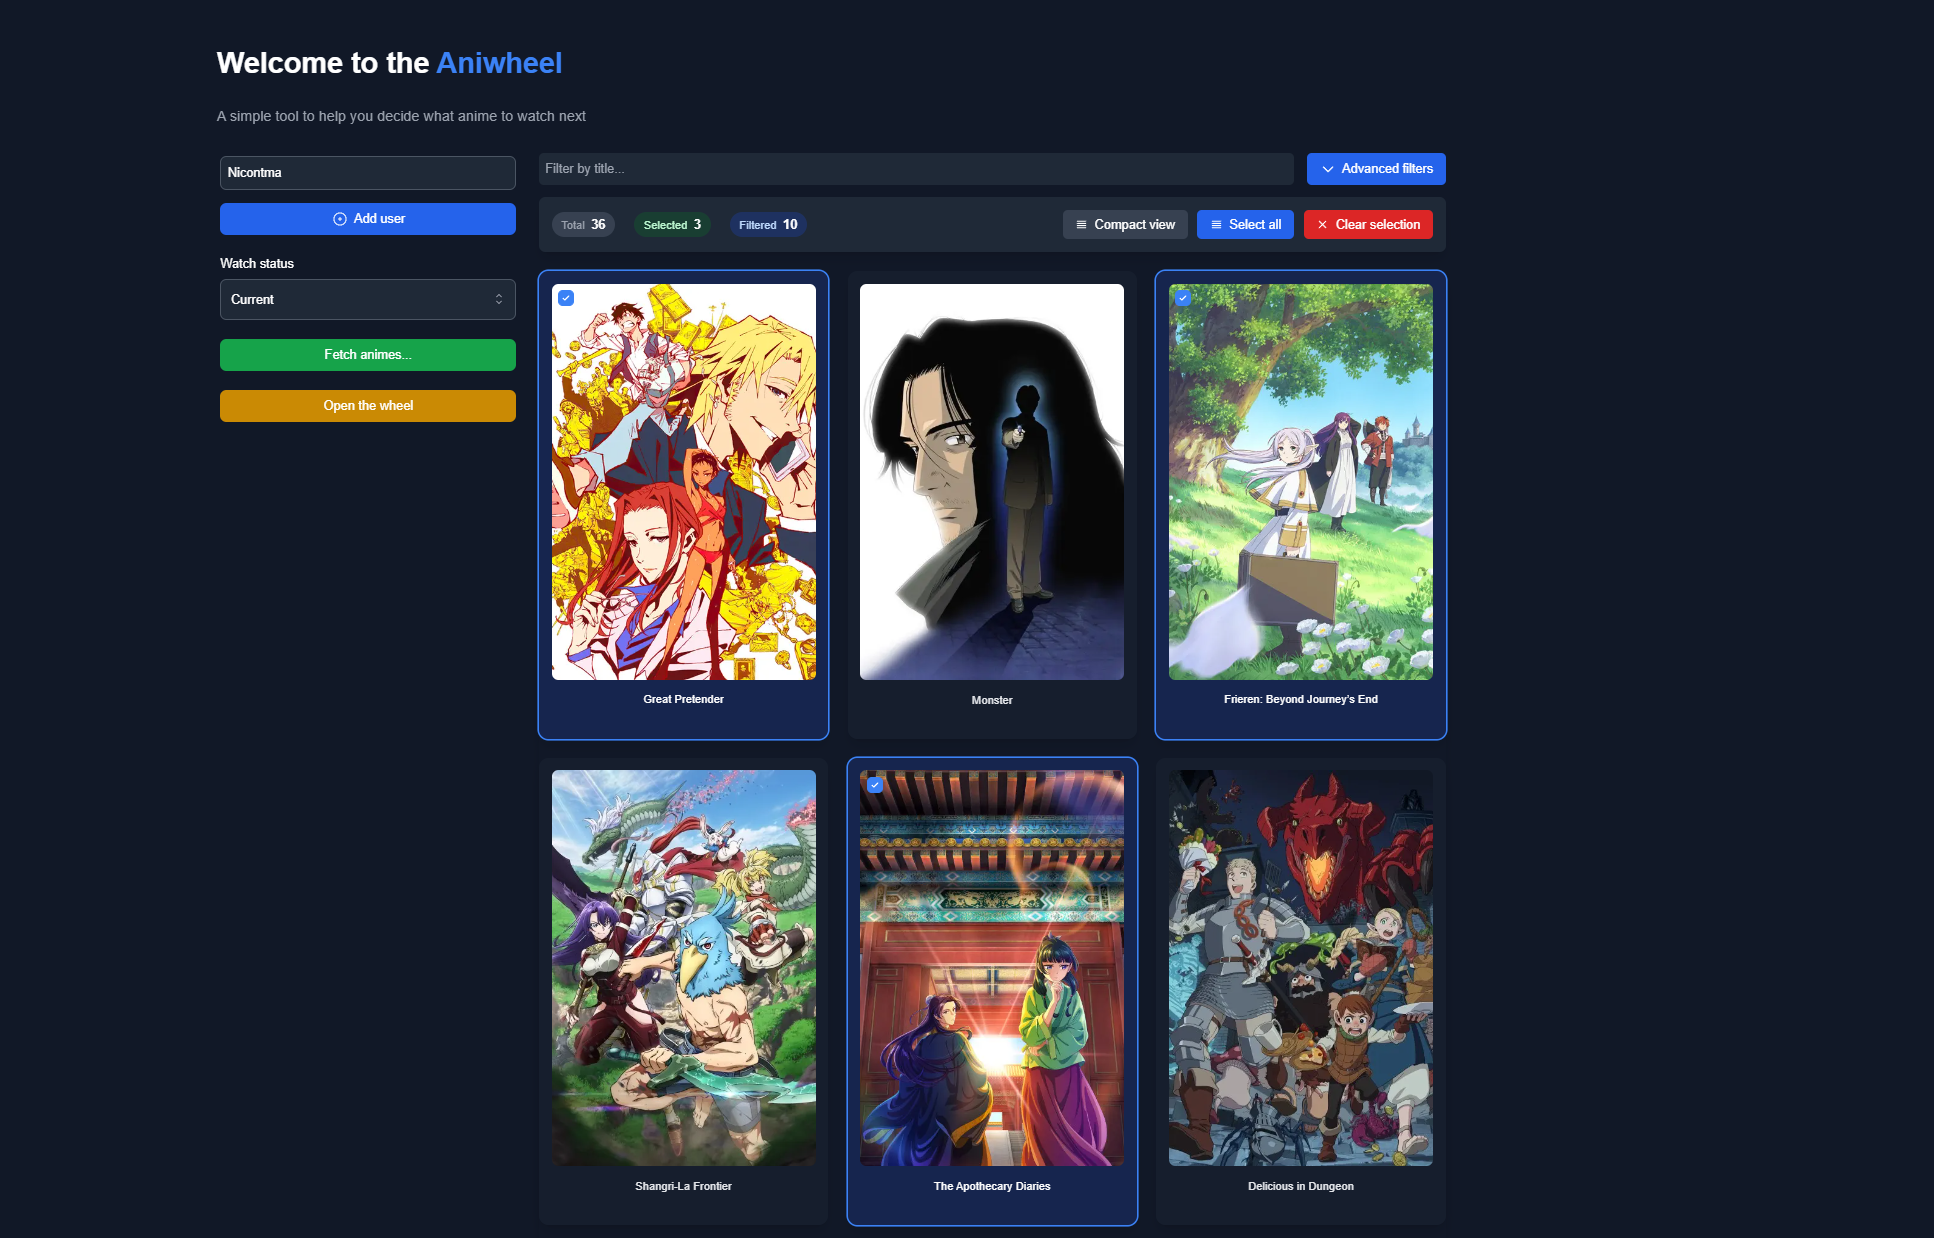 Welcome to the Aniwheel
A simple tool to help you decide what anime to watch next
Nicontma
Add user
Watch status
Current
Fetch animes...
Open the wheel
Filter by title...
Advanced filters
Total 36
Selected 3
Filtered 10
Compact view
Select all
Clear selection
Great Pretender
Monster
Frieren: Beyond Journey's End
Shangri-La Frontier
The Apothecary Diaries
Delicious in Dungeon